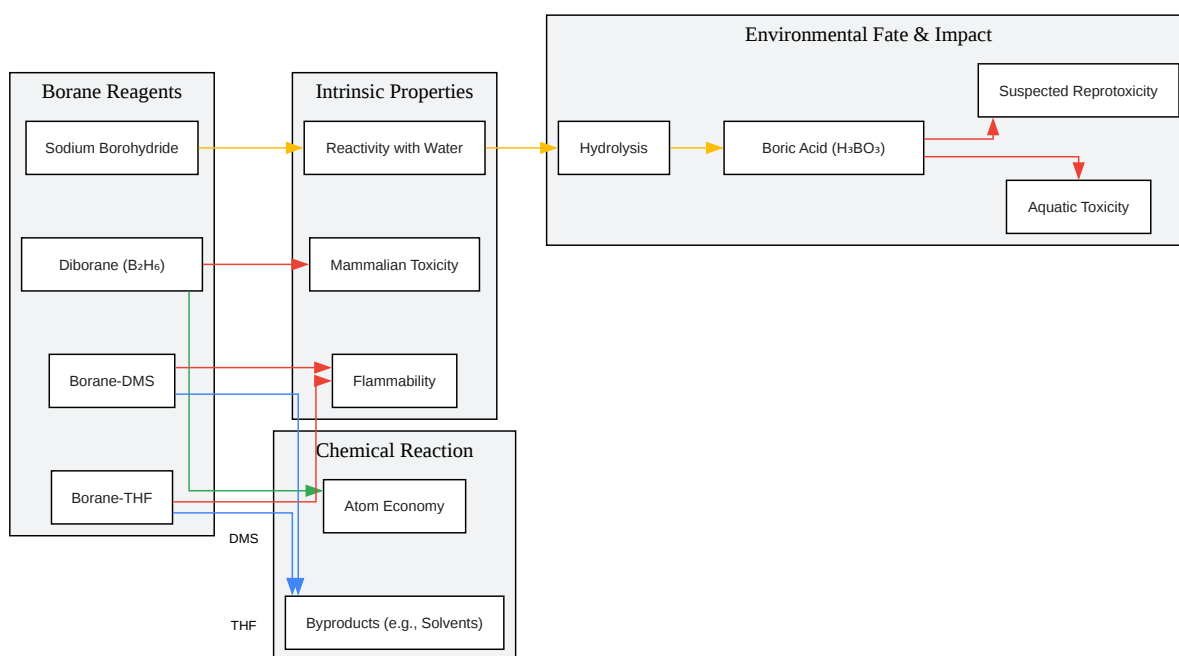 Environmental Fate & Impact
Borane Reagents
Intrinsic Properties
Suspected Reprotoxicity
Sodium Borohydride
Reactivity with Water
Hydrolysis
Boric Acid (H₃BO₃)
Aquatic Toxicity
Diborane (B₂H₆)
Mammalian Toxicity
Borane-DMS
Flammability
Chemical Reaction
Borane-THF
Atom Economy
DMS
THF
Byproducts (e.g., Solvents)